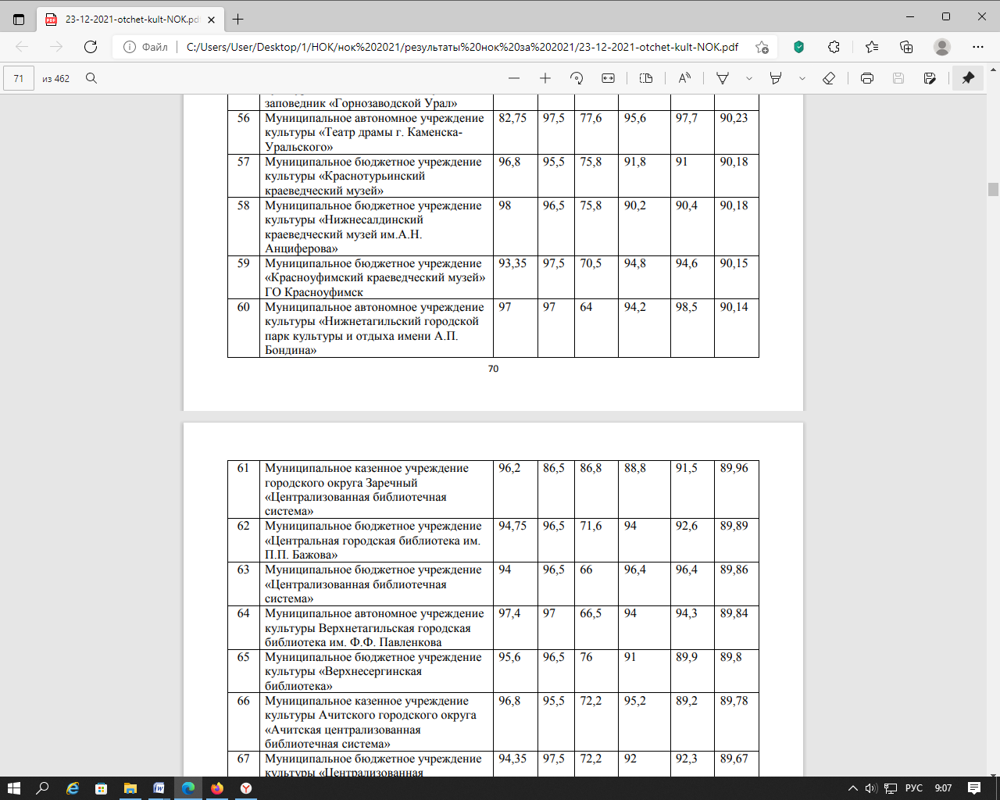 23-12-2021-otchet-kult-NOK.pdf
Файл C:/Users/User/Desktop/1/НОК/нок%202021/результаты%20нок%20за%202021/23-12-2021-otchet-kult-NOK.pdf
71 из 462
заповедник «Горнозаводской Урал»
56 Муниципальное автономное учреждение 82,75 97,5 77,6 95,6 97,7 90,23
культуры «Театр драмы г. Каменска-
Уральского»
57 Муниципальное бюджетное учреждение 96,8 95,5 75,8 91,8 91 90,18
культуры «Краснотурьинский
краеведческий музей»
58 Муниципальное бюджетное учреждение 98 96,5 75,8 90,2 90,4 90,18
культуры «Нижнесалдинский
краеведческий музей им.А.Н.
Анциферова»
59 Муниципальное бюджетное учреждение 93,35 97,5 70,5 94,8 94,6 90,15
«Красноуфимский краеведческий музей»
ГО Красноуфимск
60 Муниципальное автономное учреждение 97 97 64 94,2 98,5 90,14
культуры «Нижнетагильский городской
парк культуры и отдыха имени А.П.
Бондина»
70
61 Муниципальное казенное учреждение 96,2 86,5 86,8 88,8 91,5 89,96
городского округа Заречный
«Централизованная библиотечная
система»
62 Муниципальное бюджетное учреждение 94,75 96,5 71,6 94 92,6 89,89
«Центральная городская библиотека им.
П.П. Бажова»
63 Муниципальное бюджетное учреждение 94 96,5 66 96,4 96,4 89,86
«Централизованная библиотечная
система»
64 Муниципальное автономное учреждение 97,4 97 66,5 94 94,3 89,84
культуры Верхнетагильская городская
библиотека им. Ф.Ф. Павленкова
65 Муниципальное бюджетное учреждение 95,6 96,5 76 91 89,9 89,8
культуры «Верхнесергинская
библиотека»
66 Муниципальное казенное учреждение 96,8 95,5 72,2 95,2 89,2 89,78
культуры Ачитского городского округа
«Ачитская централизованная
библиотечная система»
67 Муниципальное бюджетное учреждение 94,35 97,5 72,2 92 92,3 89,67
культуры «Централизованная
РУС 9:07